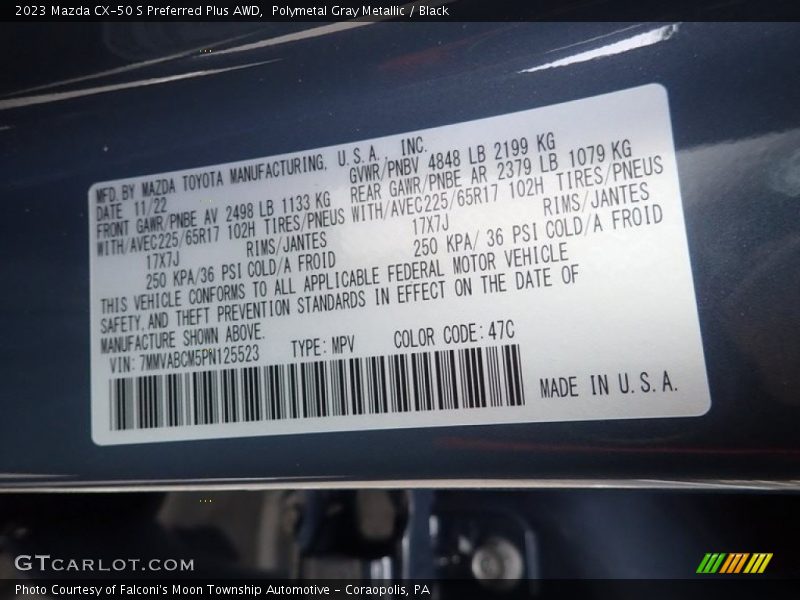 2023 Mazda CX-50 S Preferred Plus AWD,  Polymetal Gray Metallic / Black
MFD. BY MAZDA TOYOTA MANUFACTURING, U.S.A., INC.
DATE 11/22 GVWR/PNBV 4848 LB 2199 KG
FRONT GAWR/PNBE AV 2498 LB 1133 KG REAR GAWR/PNBE AR 2379 LB 1079 KG
WITH/AVEC225/65R17 102H TIRES/PNEUS WITH/AVEC225/65R17 102H TIRES/PNEUS
17X7J RIMS/JANTES 17X7J RIMS/JANTES
250 KPA/36 PSI COLD/A FROID 250 KPA/ 36 PSI COLD/A FROID
THIS VEHICLE CONFORMS TO ALL APPLICABLE FEDERAL MOTOR VEHICLE
SAFETY, AND THEFT PREVENTION STANDARDS IN EFFECT ON THE DATE OF
MANUFACTURE SHOWN ABOVE.
VIN: 7MMVABCM5PN125523 TYPE: MPV COLOR CODE: 47C
MADE IN U.S.A.
GTCARLOT.COM
Photo Courtesy of Falconi's Moon Township Automotive - Coraopolis, PA